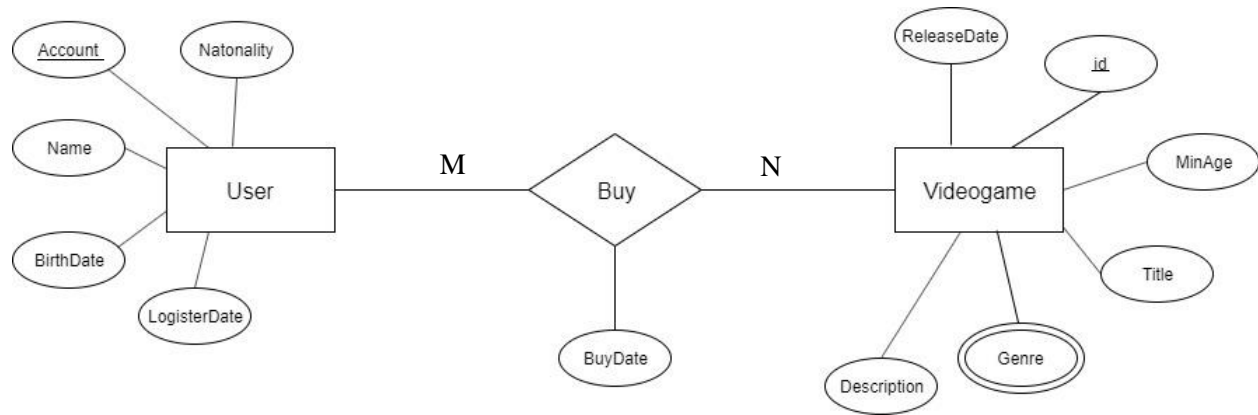 Account
Natonality
Name
User
BirthDate
LogisterDate
M
Buy
N
BuyDate
ReleaseDate
id
MinAge
Videogame
Title
Genre
Description